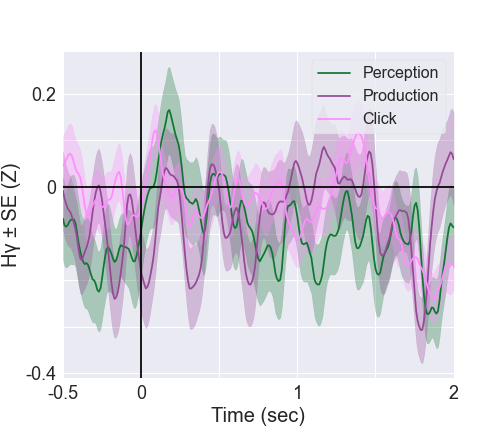 Perception
Production
Click
0.2
0
-0.4
Hγ ± SE (Z)
-0.5
0
1
2
Time (sec)